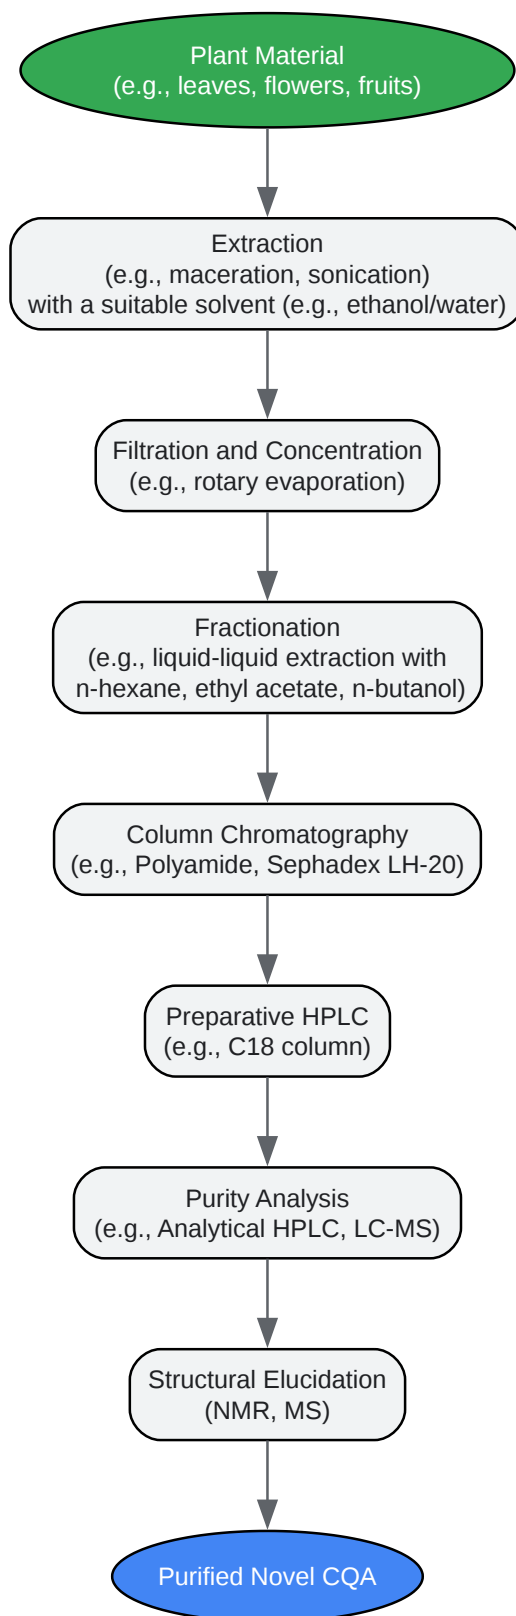 Plant Material
(e.g., leaves, flowers, fruits)
Extraction
(e.g., maceration, sonication)
with a suitable solvent (e.g., ethanol/water)
Filtration and Concentration
(e.g., rotary evaporation)
Fractionation
(e.g., liquid-liquid extraction with
n-hexane, ethyl acetate, n-butanol)
Column Chromatography
(e.g., Polyamide, Sephadex LH-20)
Preparative HPLC
(e.g., C18 column)
Purity Analysis
(e.g., Analytical HPLC, LC-MS)
Structural Elucidation
(NMR, MS)
Purified Novel CQA